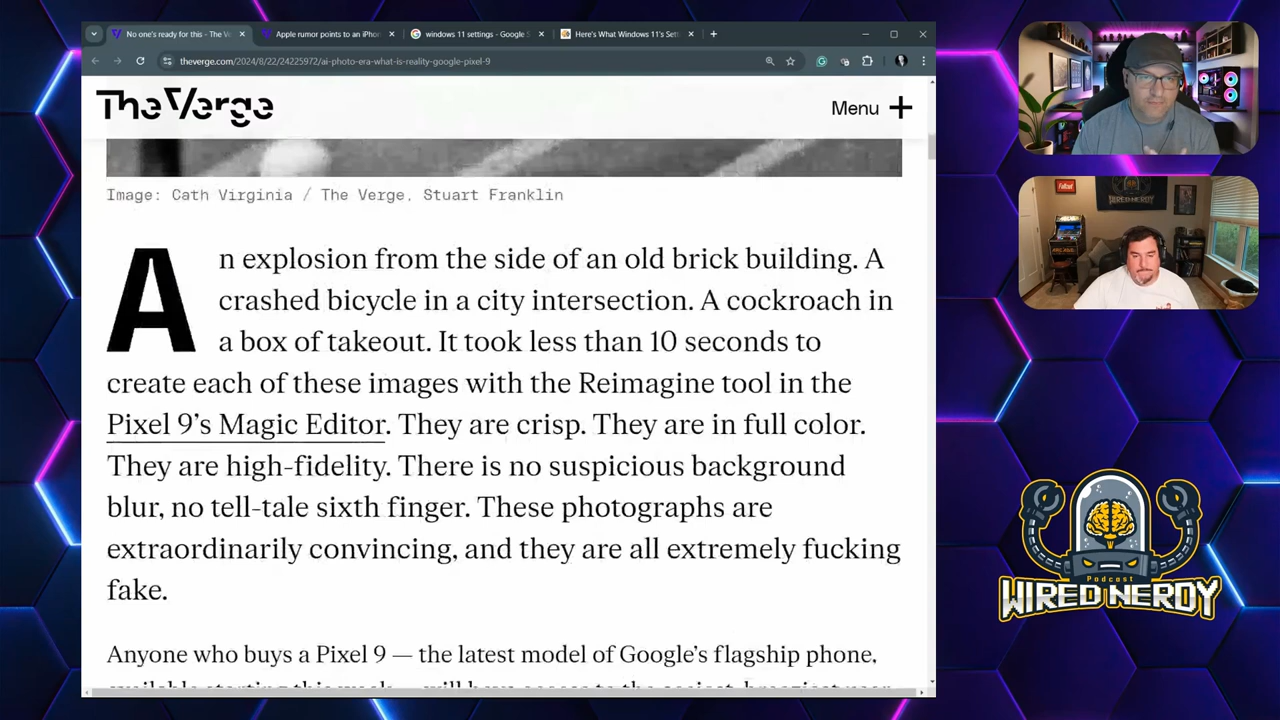 No one's ready for this - The Ve
Apple rumor points to an iPhon
windows 11 settings - Google S
Here's What Windows 11's Sett
theverge.com/2024/8/22/24225972/ai-photo-era-what-is-reality-google-pixel-9
The Verge
Menu
Image: Cath Virginia / The Verge, Stuart Franklin
An explosion from the side of an old brick building. A
crashed bicycle in a city intersection. A cockroach in
a box of takeout. It took less than 10 seconds to
create each of these images with the Reimagine tool in the
Pixel 9's Magic Editor. They are crisp. They are in full color.
They are high-fidelity. There is no suspicious background
blur, no tell-tale sixth finger. These photographs are
extraordinarily convincing, and they are all extremely fucking
fake.
Anyone who buys a Pixel 9 — the latest model of Google's flagship phone,
Fallout
WIRED NERDY
Podcast
WIRED NERDY